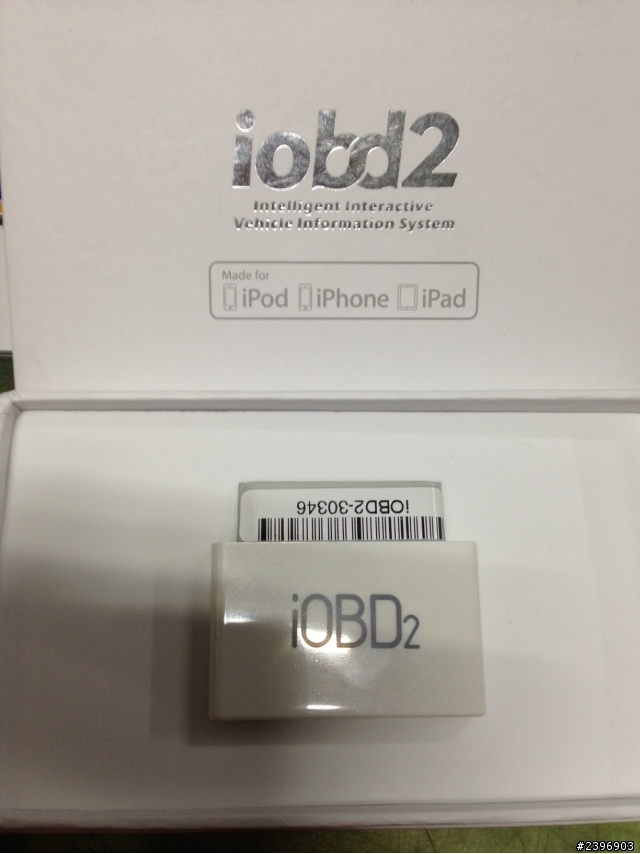 iobd2
Intelligent Interactive
Vehicle Information System
Made for
iPod iPhone iPad
iOBD2-30346
iOBD2
#2396903